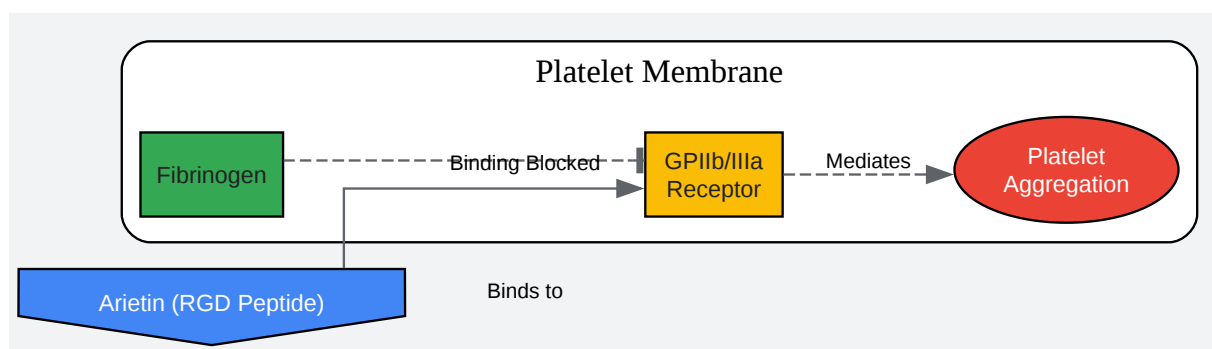 Platelet Membrane
Fibrinogen
Binding Blocked
GPIIb/IIIa
Receptor
Mediates
Platelet
Aggregation
Arietin (RGD Peptide)
Binds to